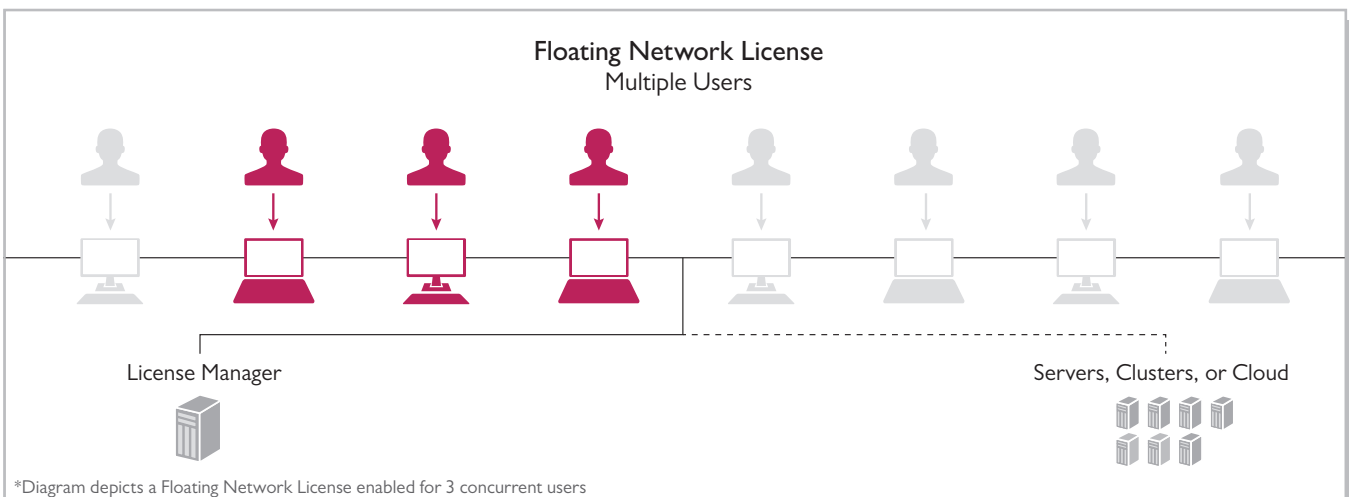 Floating Network License
Multiple Users
License Manager
Servers, Clusters, or Cloud
*Diagram depicts a Floating Network License enabled for 3 concurrent users